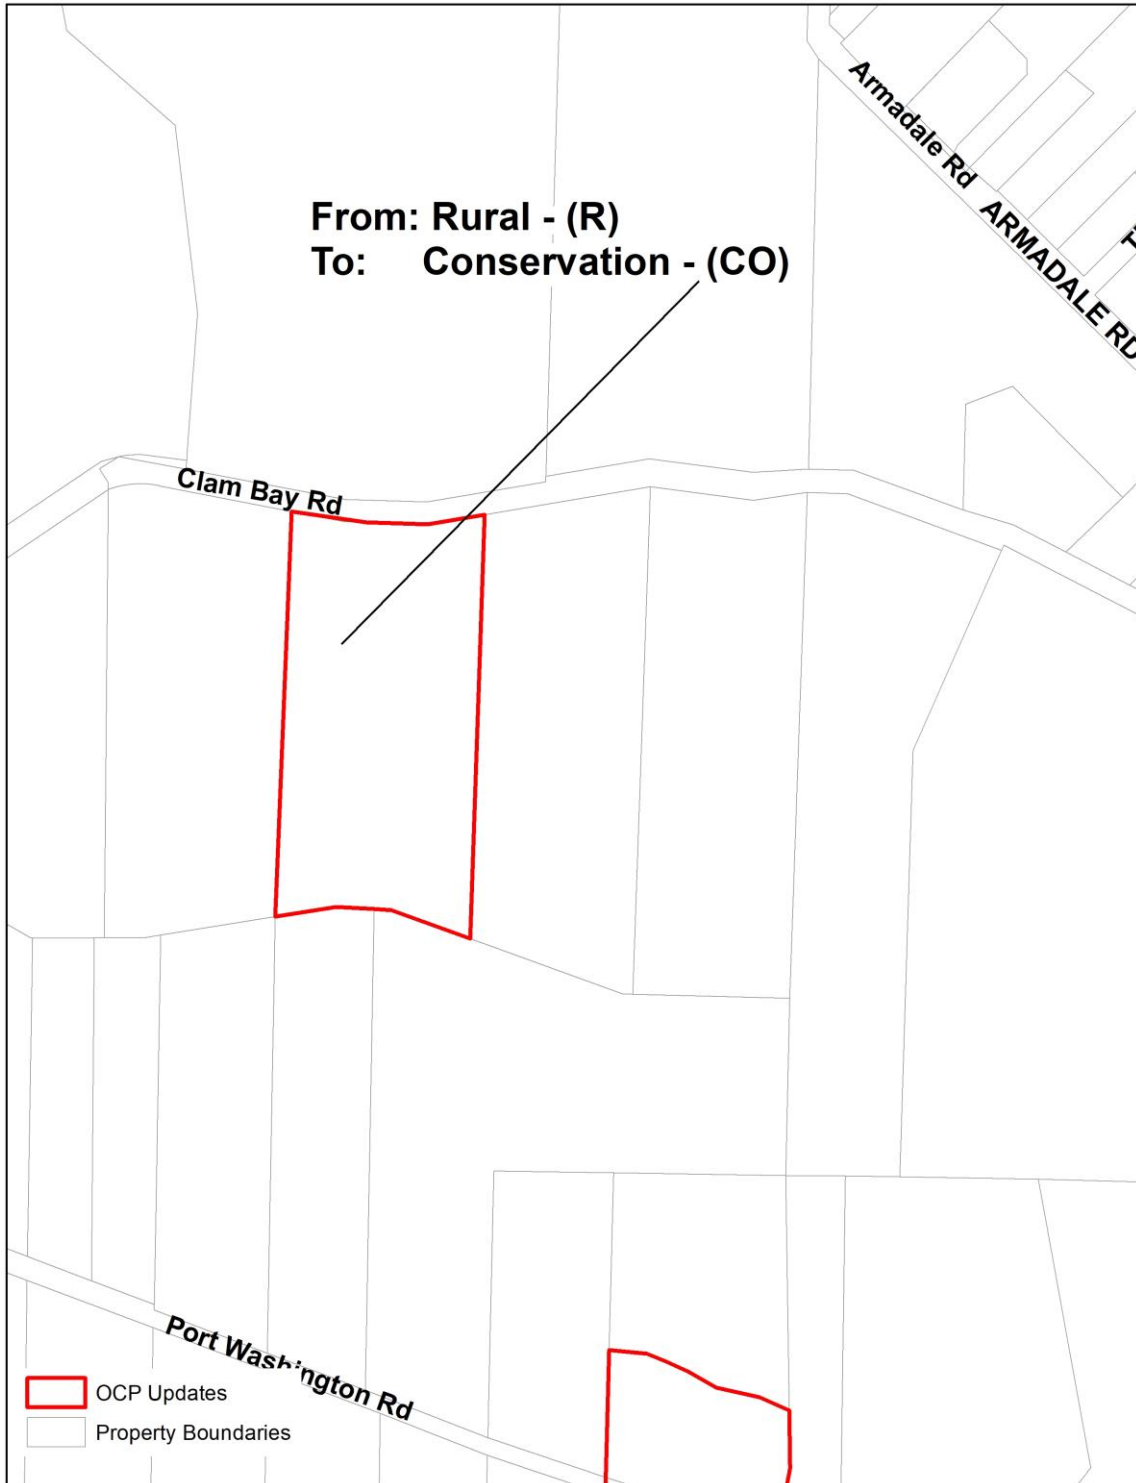 Armadale Rd
ARMADALE RD
From: Rural - (R)
To: Conservation - (CO)
Clam Bay Rd
Port Washington Rd
OCP Updates
Property Boundaries